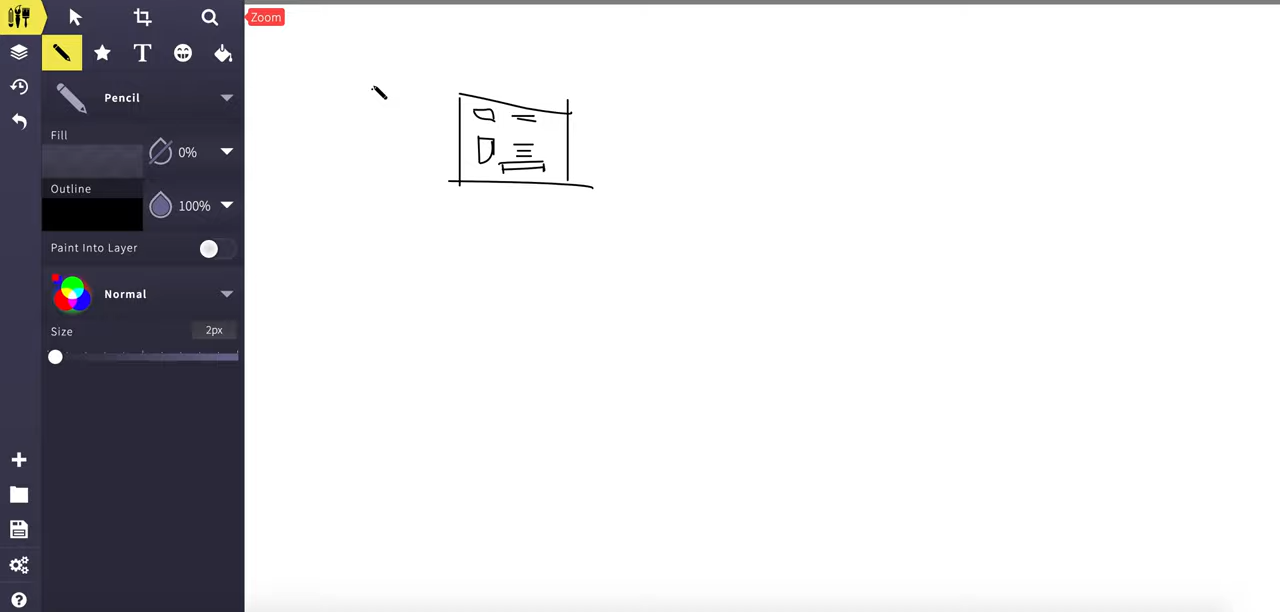 Zoom
T
Pencil
Fill
0%
Outline
100%
Paint Into Layer
Normal
Size
2px